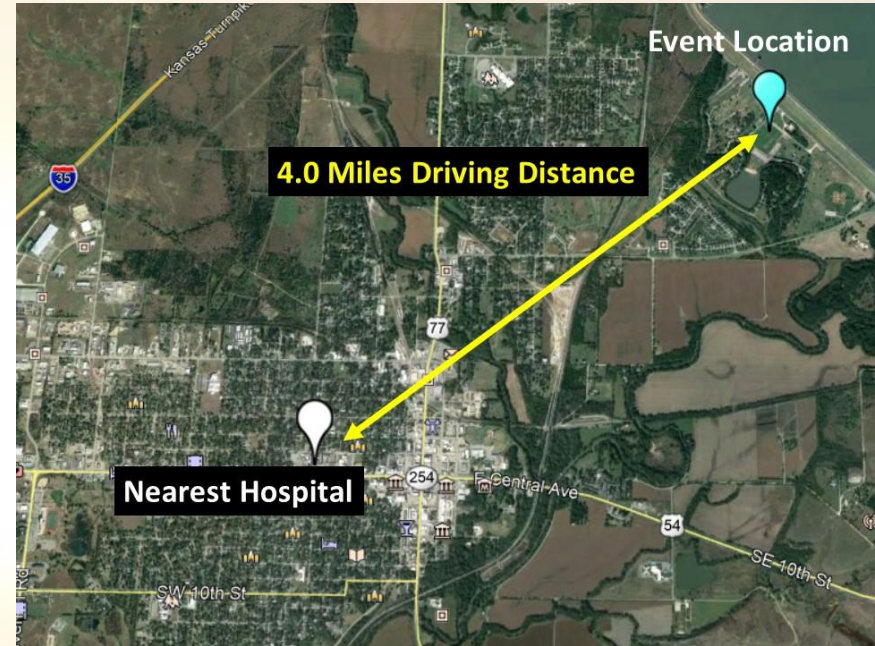 Event Location
Kansas Turnpik
35
4.0 Miles Driving Distance
77
Nearest Hospital
254
E Central Ave
54
SE 10th St
SW 10th St